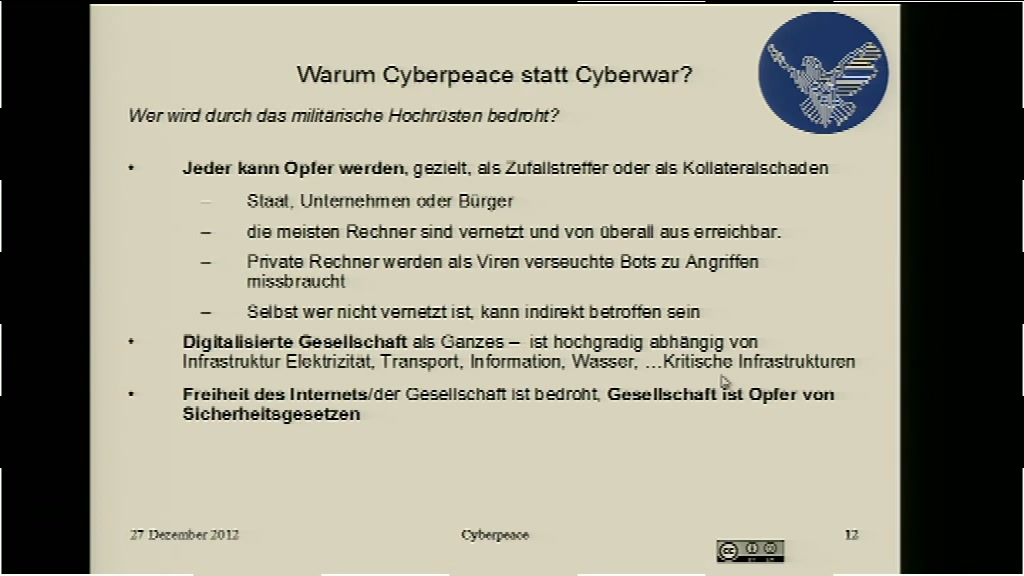 Warum Cyberpeace statt Cyberwar?
Wer wird durch das militärische Hochrüsten bedroht?
• Jeder kann Opfer werden, gezielt, als Zufallstreffer oder als Kollateralschaden
– Staat, Unternehmen oder Bürger
– die meisten Rechner sind vernetzt und von überall aus erreichbar.
– Private Rechner werden als Viren verseuchte Bots zu Angriffen
missbraucht
– Selbst wer nicht vernetzt ist, kann indirekt betroffen sein
• Digitalisierte Gesellschaft als Ganzes – ist hochgradig abhängig von
Infrastruktur Elektrizität, Transport, Information, Wasser, …Kritische Infrastrukturen
• Freiheit des Internets/der Gesellschaft ist bedroht, Gesellschaft ist Opfer von
Sicherheitsgesetzen
27 Dezember 2012 Cyberpeace 12
cc